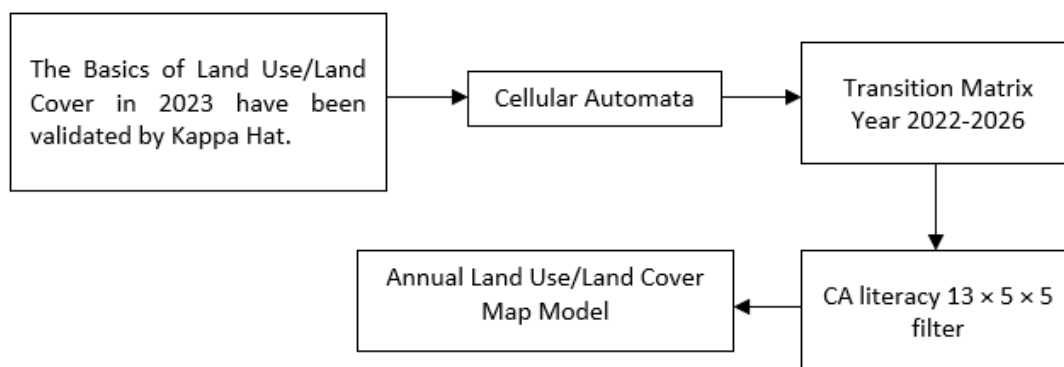 The Basics of Land Use/Land
Cover in 2023 have been
validated by Kappa Hat.
Cellular Automata
Transition Matrix
Year 2022-2026
CA literacy 13 × 5 × 5
filter
Annual Land Use/Land Cover
Map Model